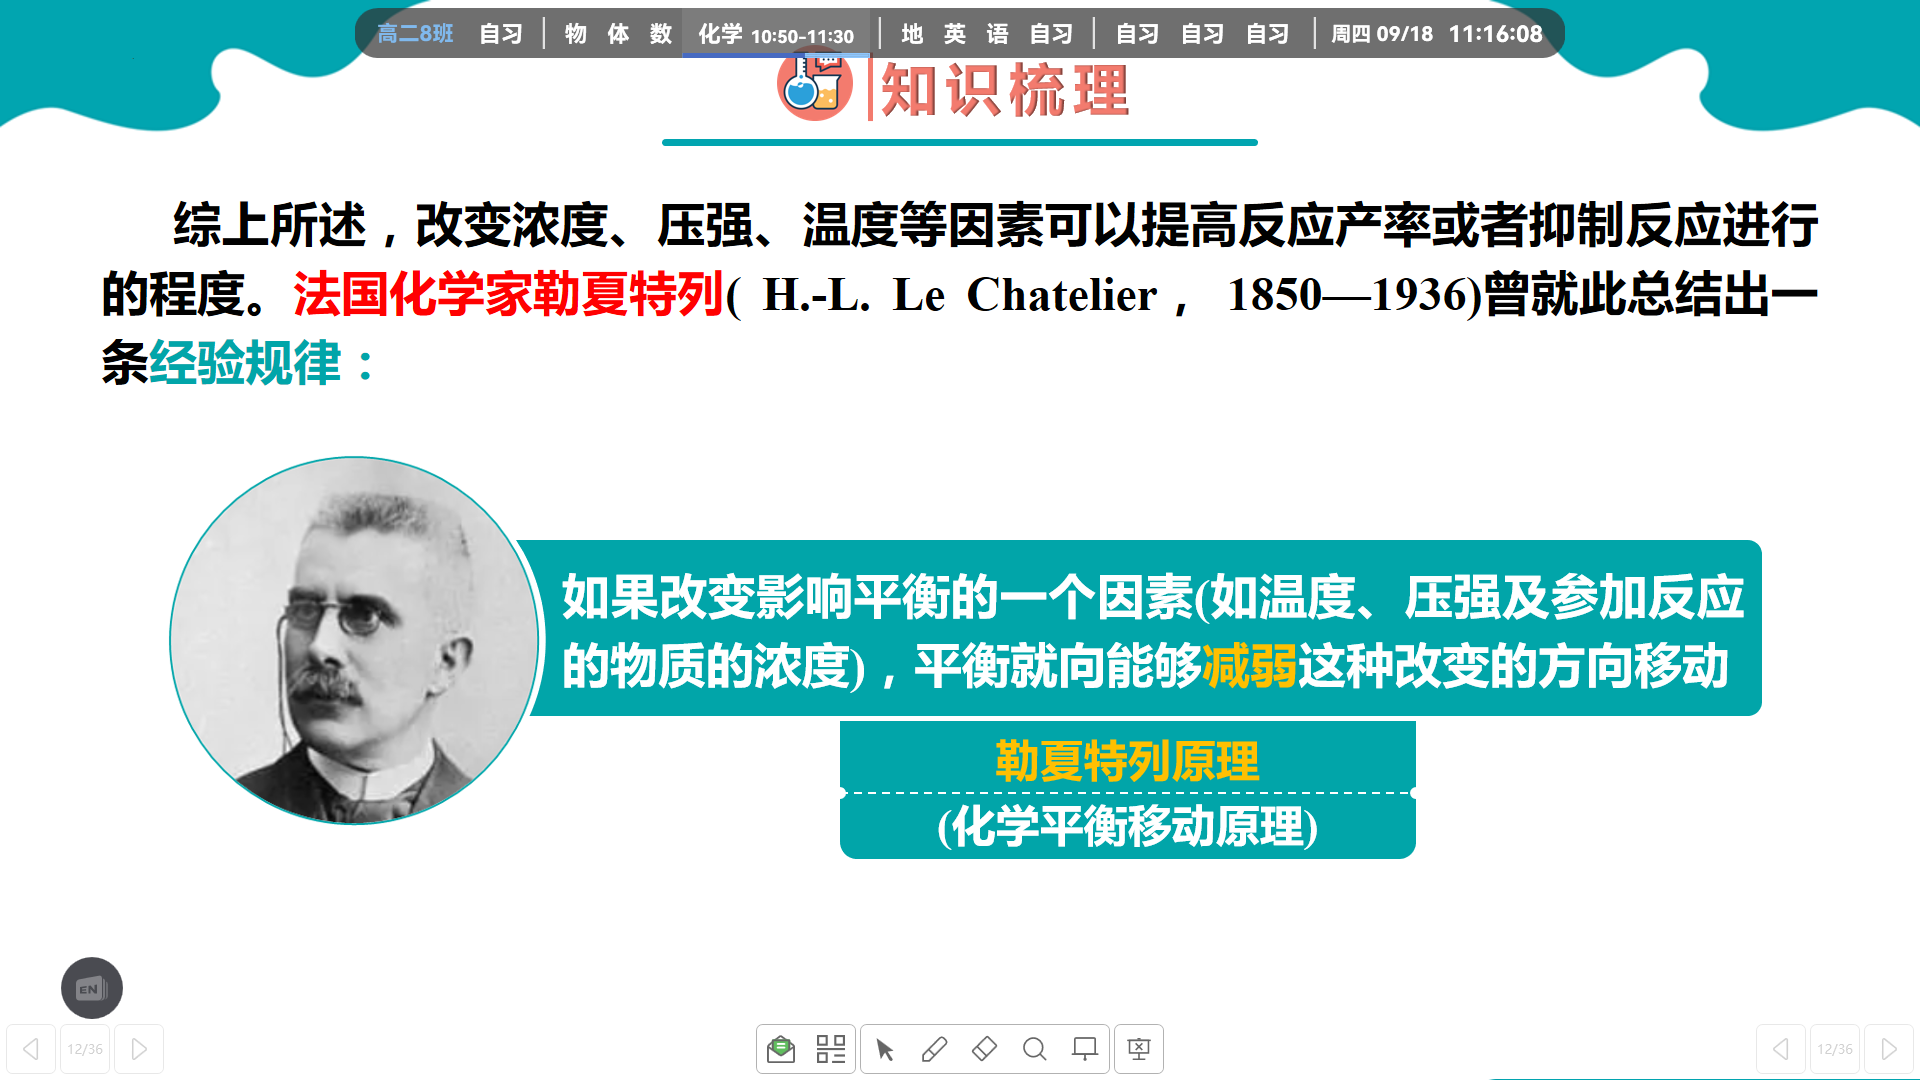 高二8班 自习 物 体 数 化学 10:50-11:30 地 英 语 自习 自习 自习 自习 周四 09/18 11:16:08
知识梳理
综上所述，改变浓度、压强、温度等因素可以提高反应产率或者抑制反应进行
的程度。法国化学家勒夏特列( H.-L. Le Chatelier， 1850—1936)曾就此总结出一
条经验规律：
如果改变影响平衡的一个因素(如温度、压强及参加反应
的物质的浓度)，平衡就向能够减弱这种改变的方向移动
勒夏特列原理
(化学平衡移动原理)
EN
12/36
12/36